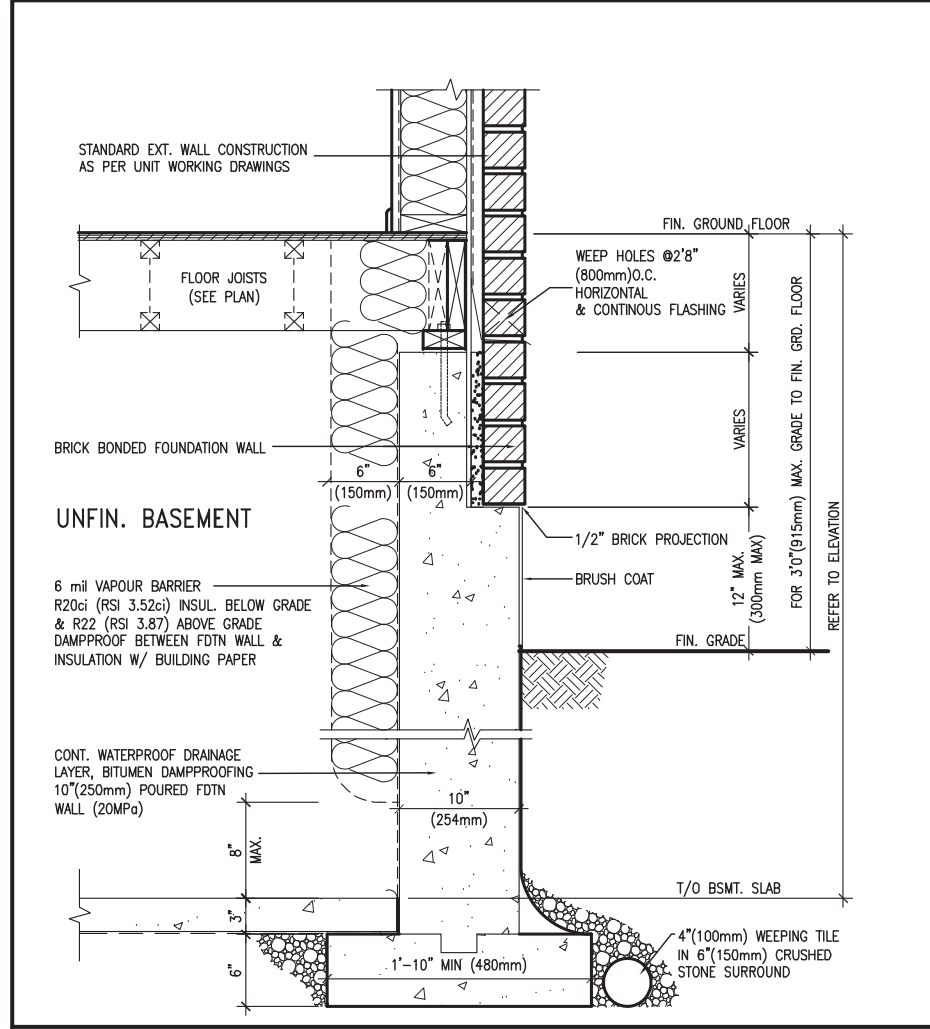 STANDARD EXT. WALL CONSTRUCTION
AS PER UNIT WORKING DRAWINGS
FIN. GROUND FLOOR
FLOOR JOISTS
(SEE PLAN)
WEEP HOLES @2'8"
(800mm)O.C.
HORIZONTAL
& CONTINOUS FLASHING
VARIES
VARIES
FOR 3'0"(915mm) MAX. GRADE TO FIN. GRD. FLOOR
REFER TO ELEVATION
BRICK BONDED FOUNDATION WALL
6"
(150mm)
6"
(150mm)
UNFIN. BASEMENT
1/2" BRICK PROJECTION
BRUSH COAT
12" MAX.
(300mm MAX)
6 mil VAPOUR BARRIER
R20ci (RSI 3.52ci) INSUL. BELOW GRADE
& R22 (RSI 3.87) ABOVE GRADE
DAMPPROOF BETWEEN FDTN WALL &
INSULATION W/ BUILDING PAPER
FIN. GRADE
CONT. WATERPROOF DRAINAGE
LAYER, BITUMEN DAMPPROOFING
10"(250mm) POURED FDTN
WALL (20MPa)
10"
(254mm)
8"
MAX.
T/O BSMT. SLAB
3"
6"
1'-10" MIN (480mm)
4"(100mm) WEEPING TILE
IN 6"(150mm) CRUSHED
STONE SURROUND